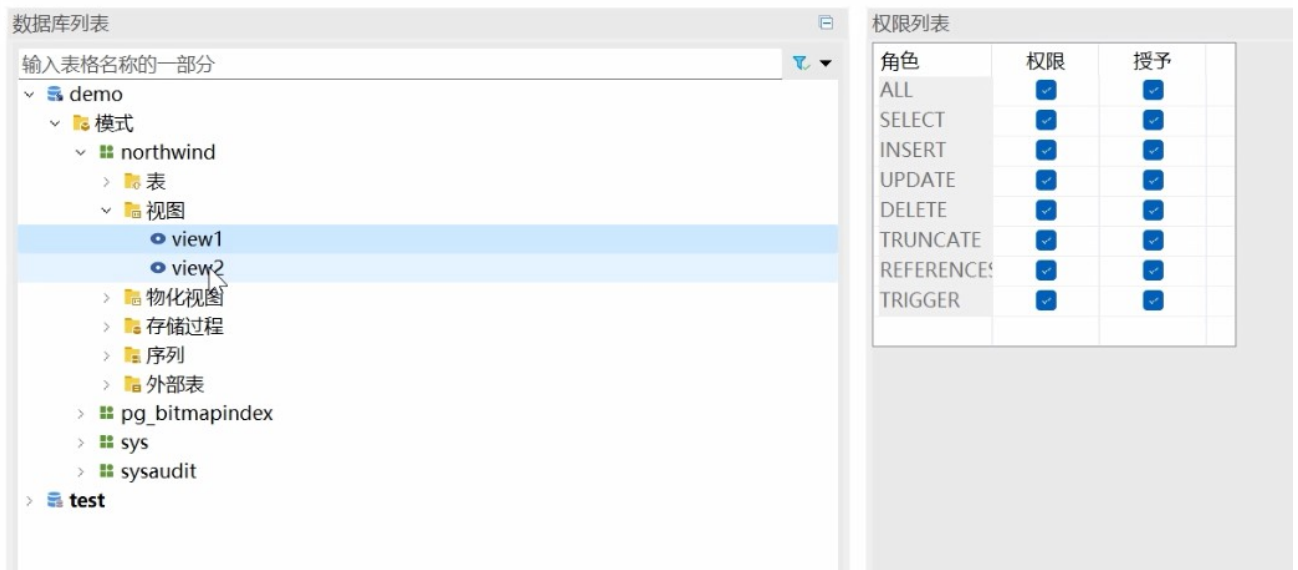 数据库列表
输入表格名称的一部分
demo
模式
northwind
表
视图
view1
view2
物化视图
存储过程
序列
外部表
pg_bitmapindex
sys
sysaudit
test
权限列表
角色 权限 授予
ALL
SELECT
INSERT
UPDATE
DELETE
TRUNCATE
REFERENCES
TRIGGER